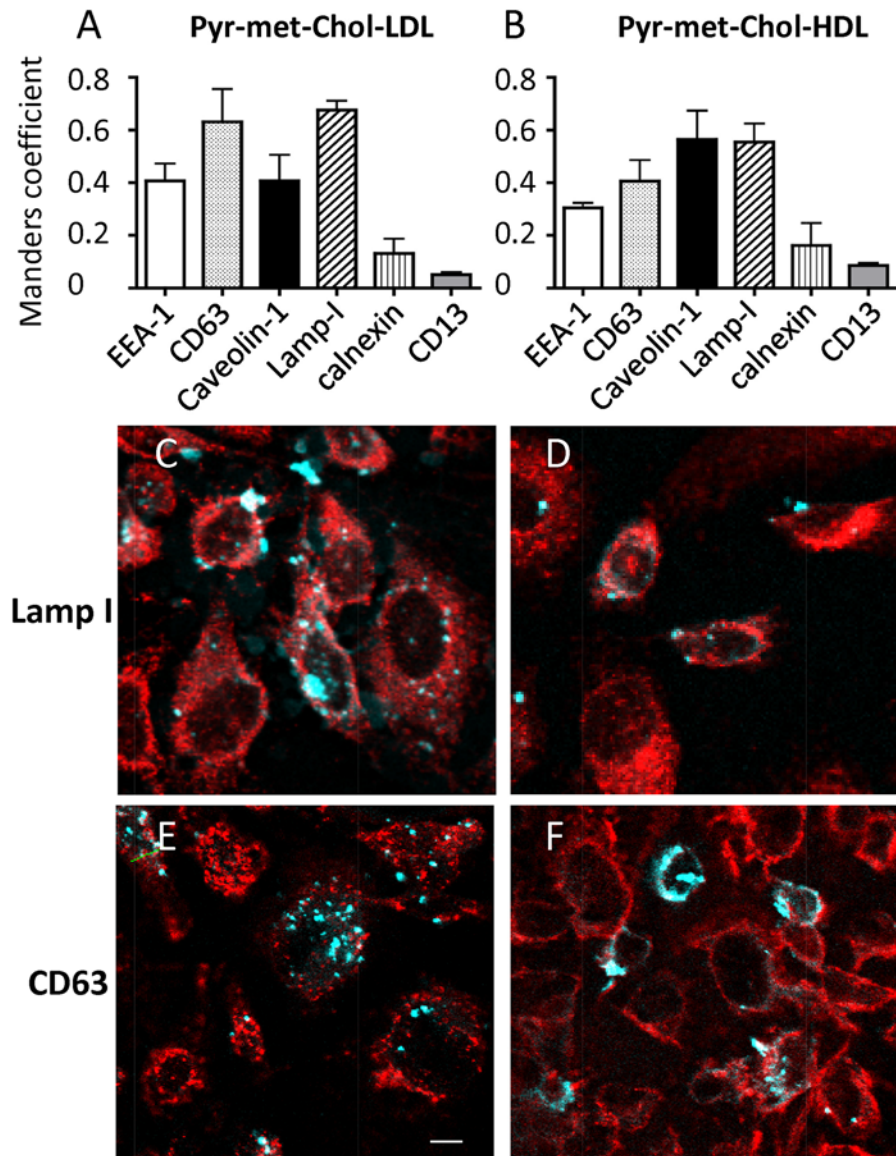 A
Pyr-met-Chol-LDL
B
Pyr-met-Chol-HDL
Manders coefficient
0.8
0.6
0.4
0.2
0
0.8
0.6
0.4
0.2
0
EEA-1
CD63
Caveolin-1
Lamp-I
calnexin
CD13
EEA-1
CD63
Caveolin-1
Lamp-I
calnexin
CD13
C
D
Lamp I
E
F
CD63